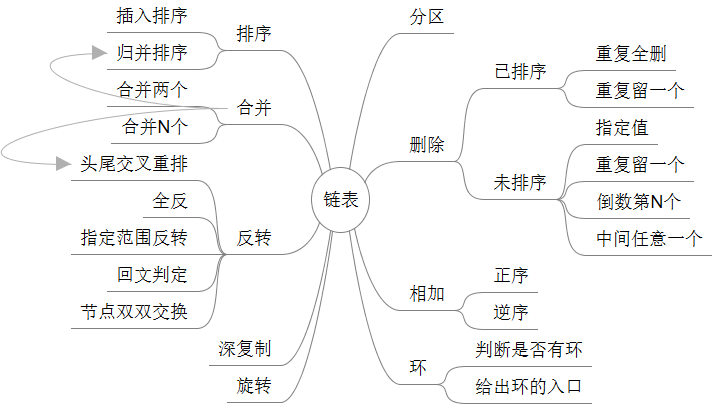 链表
排序
插入排序
归并排序
合并
合并两个
合并N个
反转
头尾交叉重排
全反
指定范围反转
回文判定
节点双双交换
深复制
旋转
分区
删除
已排序
重复全删
重复留一个
未排序
指定值
重复留一个
倒数第N个
中间任意一个
相加
正序
逆序
环
判断是否有环
给出环的入口